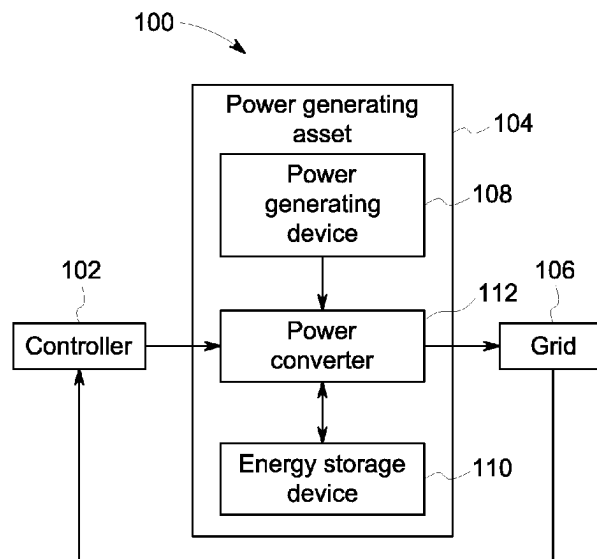 100
Power generating
asset
104
Power
generating
device
108
102
Controller
112
Power
converter
106
Grid
Energy storage
device
110